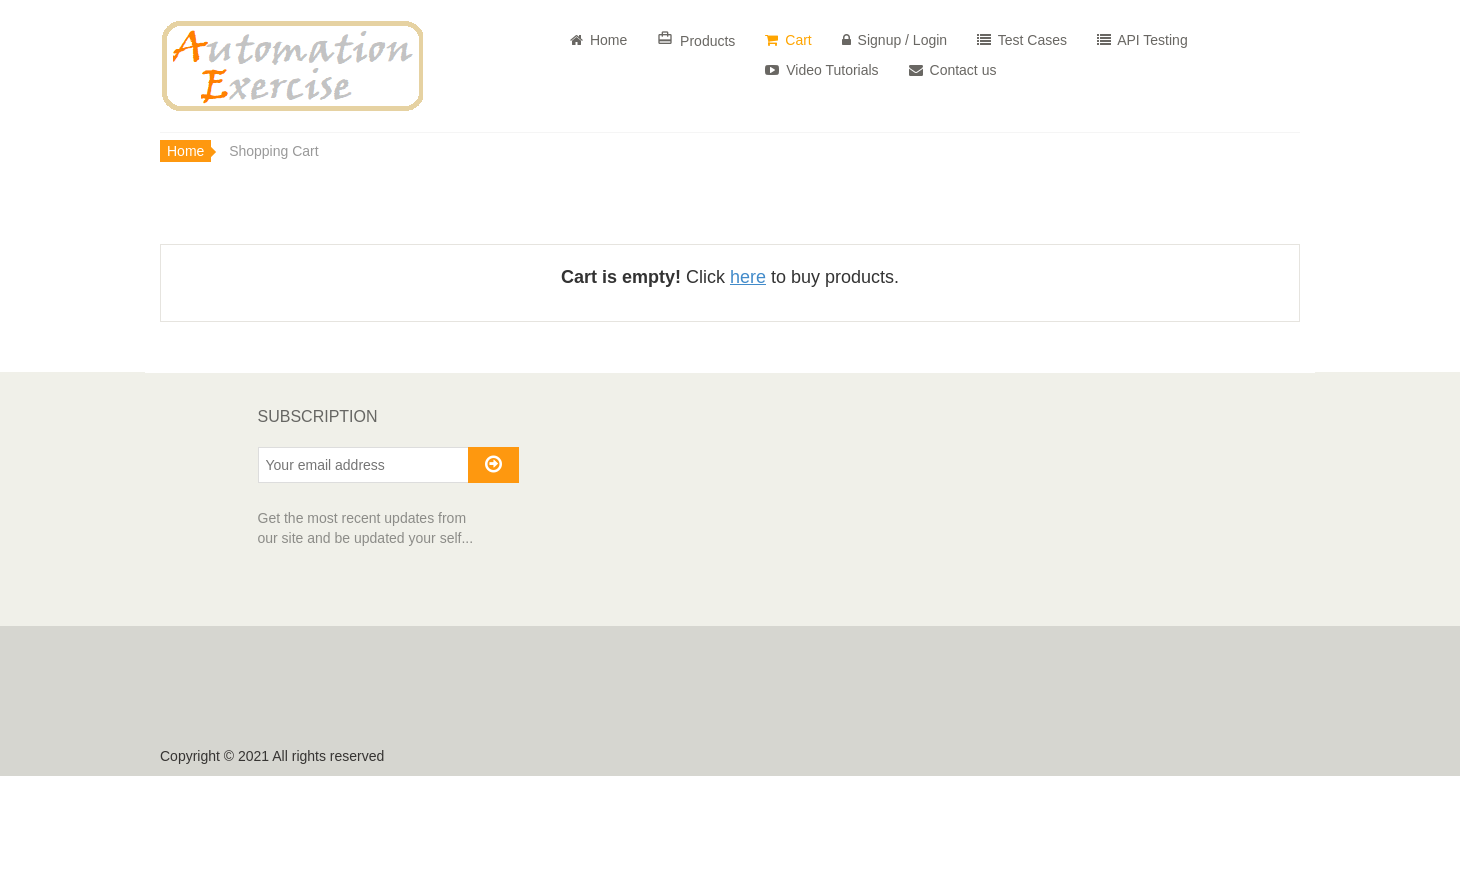 Automation
Exercise
Home Products Cart Signup / Login Test Cases API Testing
Video Tutorials Contact us
Home Shopping Cart
Cart is empty! Click here to buy products.
SUBSCRIPTION
Your email address
Get the most recent updates from
our site and be updated your self...
Copyright © 2021 All rights reserved